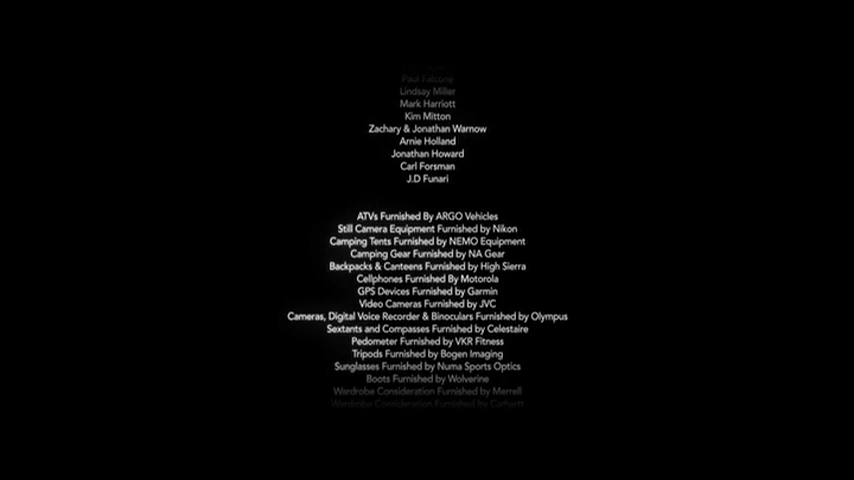 Paul Falcone
Lindsay Miller
Mark Harriott
Kim Mitton
Zachary & Jonathan Warnow
Arnie Holland
Jonathan Howard
Carl Forsman
J.D Funari
ATVs Furnished By ARGO Vehicles
Still Camera Equipment Furnished by Nikon
Camping Tents Furnished by NEMO Equipment
Camping Gear Furnished by NA Gear
Backpacks & Canteens Furnished by High Sierra
Cellphones Furnished By Motorola
GPS Devices Furnished by Garmin
Video Cameras Furnished by JVC
Cameras, Digital Voice Recorder & Binoculars Furnished by Olympus
Sextants and Compasses Furnished by Celestaire
Pedometer Furnished by VKR Fitness
Tripods Furnished by Bogen Imaging
Sunglasses Furnished by Numa Sports Optics
Boots Furnished by Wolverine
Wardrobe Consideration Furnished by Merrell
Wardrobe Consideration Furnished by Carhartt